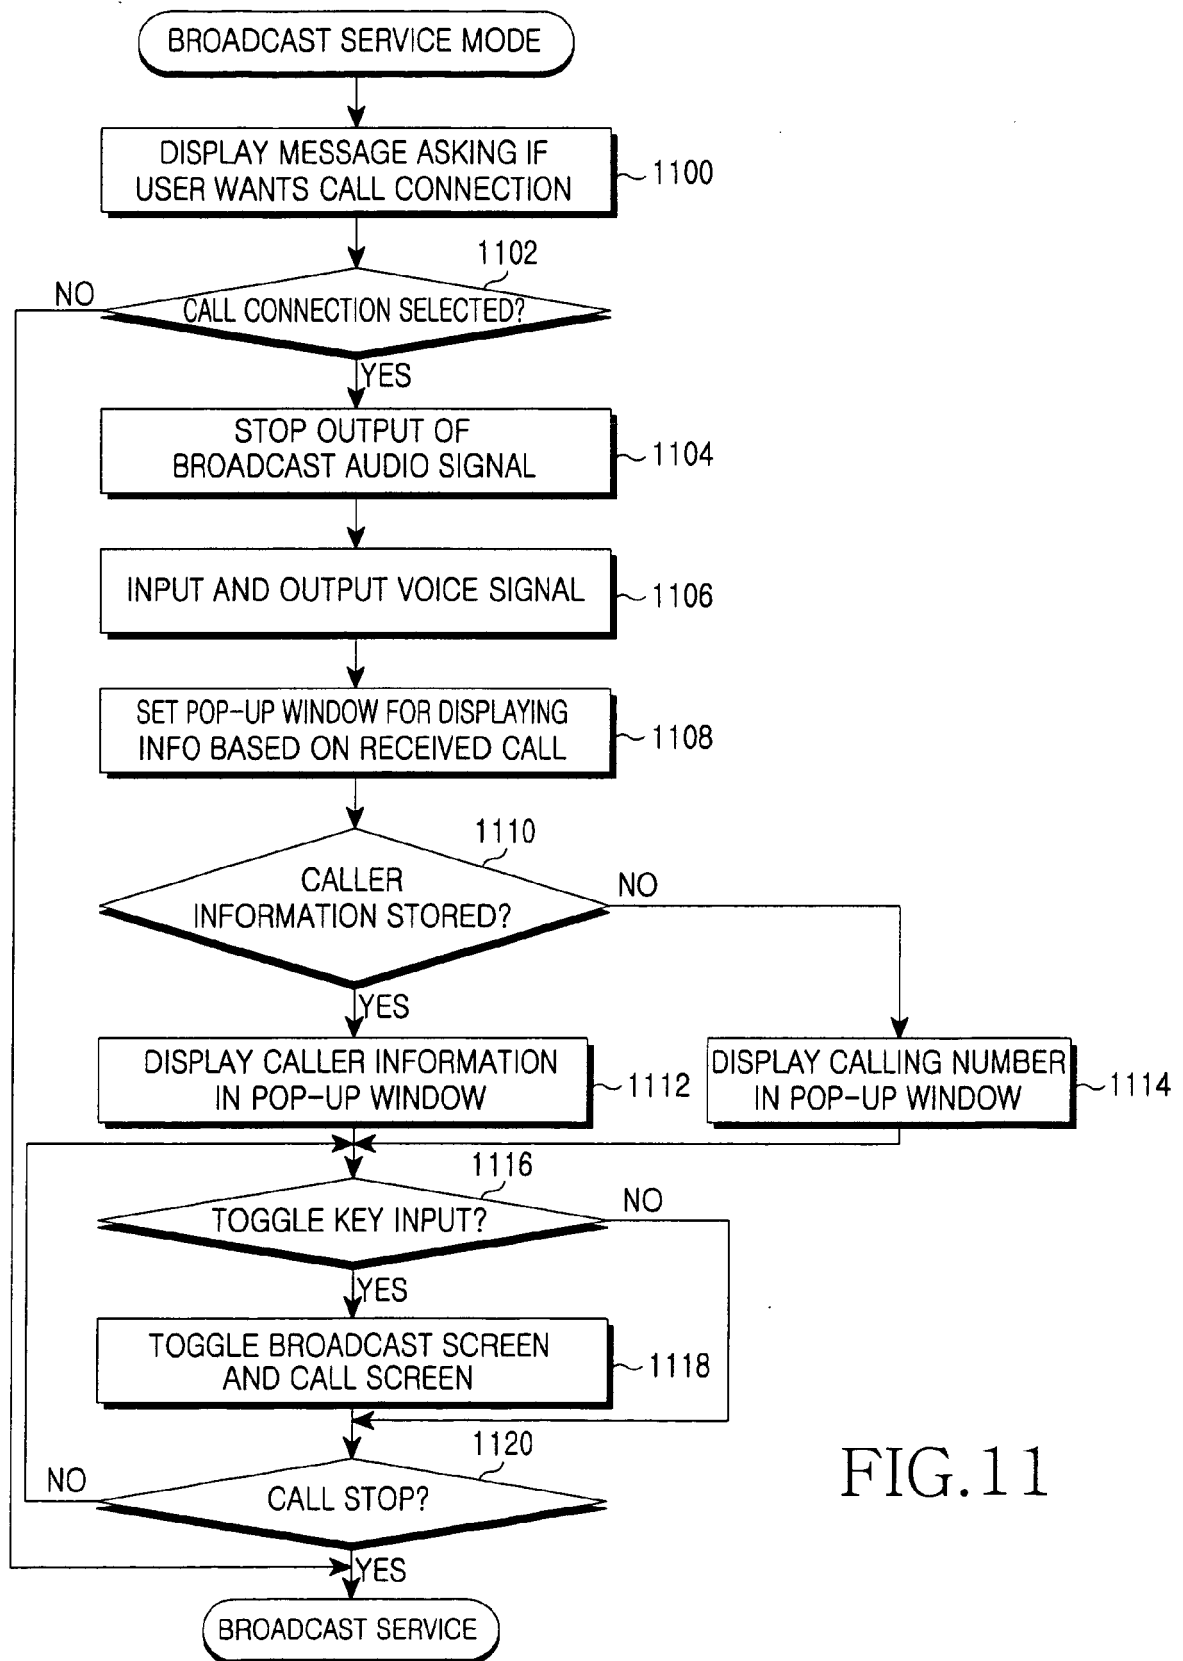 BROADCAST SERVICE MODE
DISPLAY MESSAGE ASKING IF
USER WANTS CALL CONNECTION
1100
1102
NO
CALL CONNECTION SELECTED?
YES
STOP OUTPUT OF
BROADCAST AUDIO SIGNAL
1104
INPUT AND OUTPUT VOICE SIGNAL
1106
SET POP-UP WINDOW FOR DISPLAYING
INFO BASED ON RECEIVED CALL
1108
1110
CALLER
INFORMATION STORED?
NO
YES
DISPLAY CALLER INFORMATION
IN POP-UP WINDOW
1112
DISPLAY CALLING NUMBER
IN POP-UP WINDOW
1114
1116
TOGGLE KEY INPUT?
NO
YES
TOGGLE BROADCAST SCREEN
AND CALL SCREEN
1118
1120
NO
CALL STOP?
YES
BROADCAST SERVICE
FIG.11